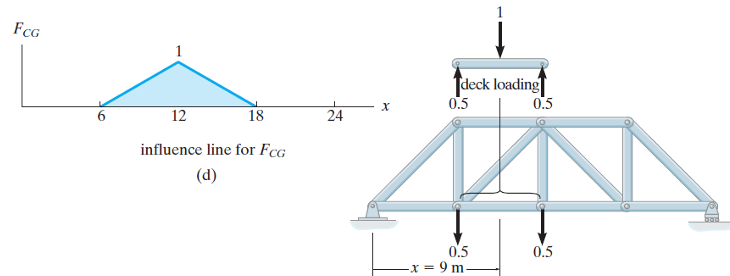 F_CG
1
6 12 18 24 x
influence line for F_CG
(d)
1
deck loading
0.5 0.5
0.5 0.5
x = 9 m